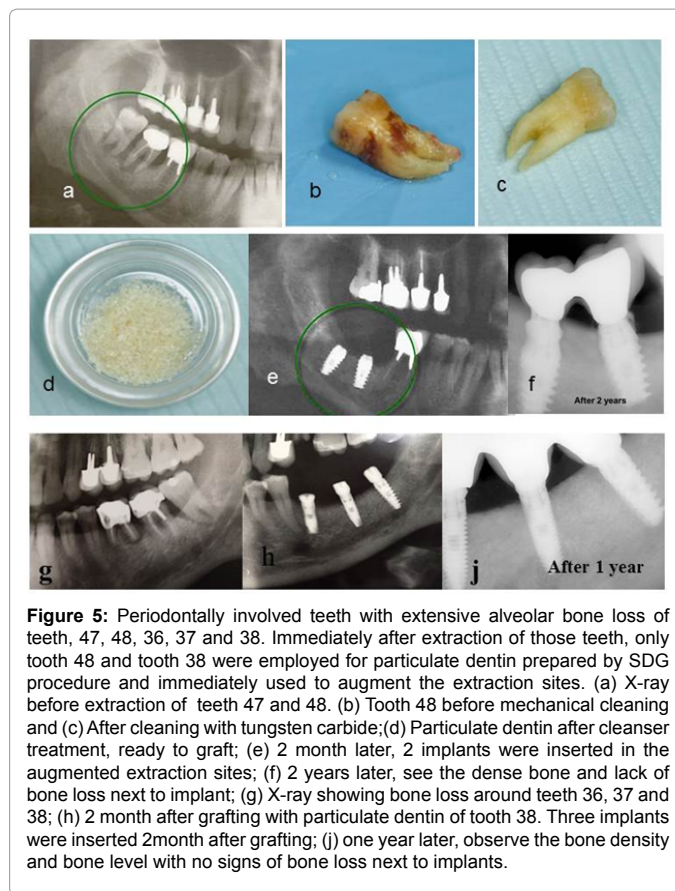 a
b
c
d
e
f
After 2 years
g
h
j
After 1 year
Figure 5: Periodontally involved teeth with extensive alveolar bone loss of
teeth, 47, 48, 36, 37 and 38. Immediately after extraction of those teeth, only
tooth 48 and tooth 38 were employed for particulate dentin prepared by SDG
procedure and immediately used to augment the extraction sites. (a) X-ray
before extraction of teeth 47 and 48. (b) Tooth 48 before mechanical cleaning
and (c) After cleaning with tungsten carbide;(d) Particulate dentin after cleanser
treatment, ready to graft; (e) 2 month later, 2 implants were inserted in the
augmented extraction sites; (f) 2 years later, see the dense bone and lack of
bone loss next to implant; (g) X-ray showing bone loss around teeth 36, 37 and
38; (h) 2 month after grafting with particulate dentin of tooth 38. Three implants
were inserted 2month after grafting; (j) one year later, observe the bone density
and bone level with no signs of bone loss next to implants.